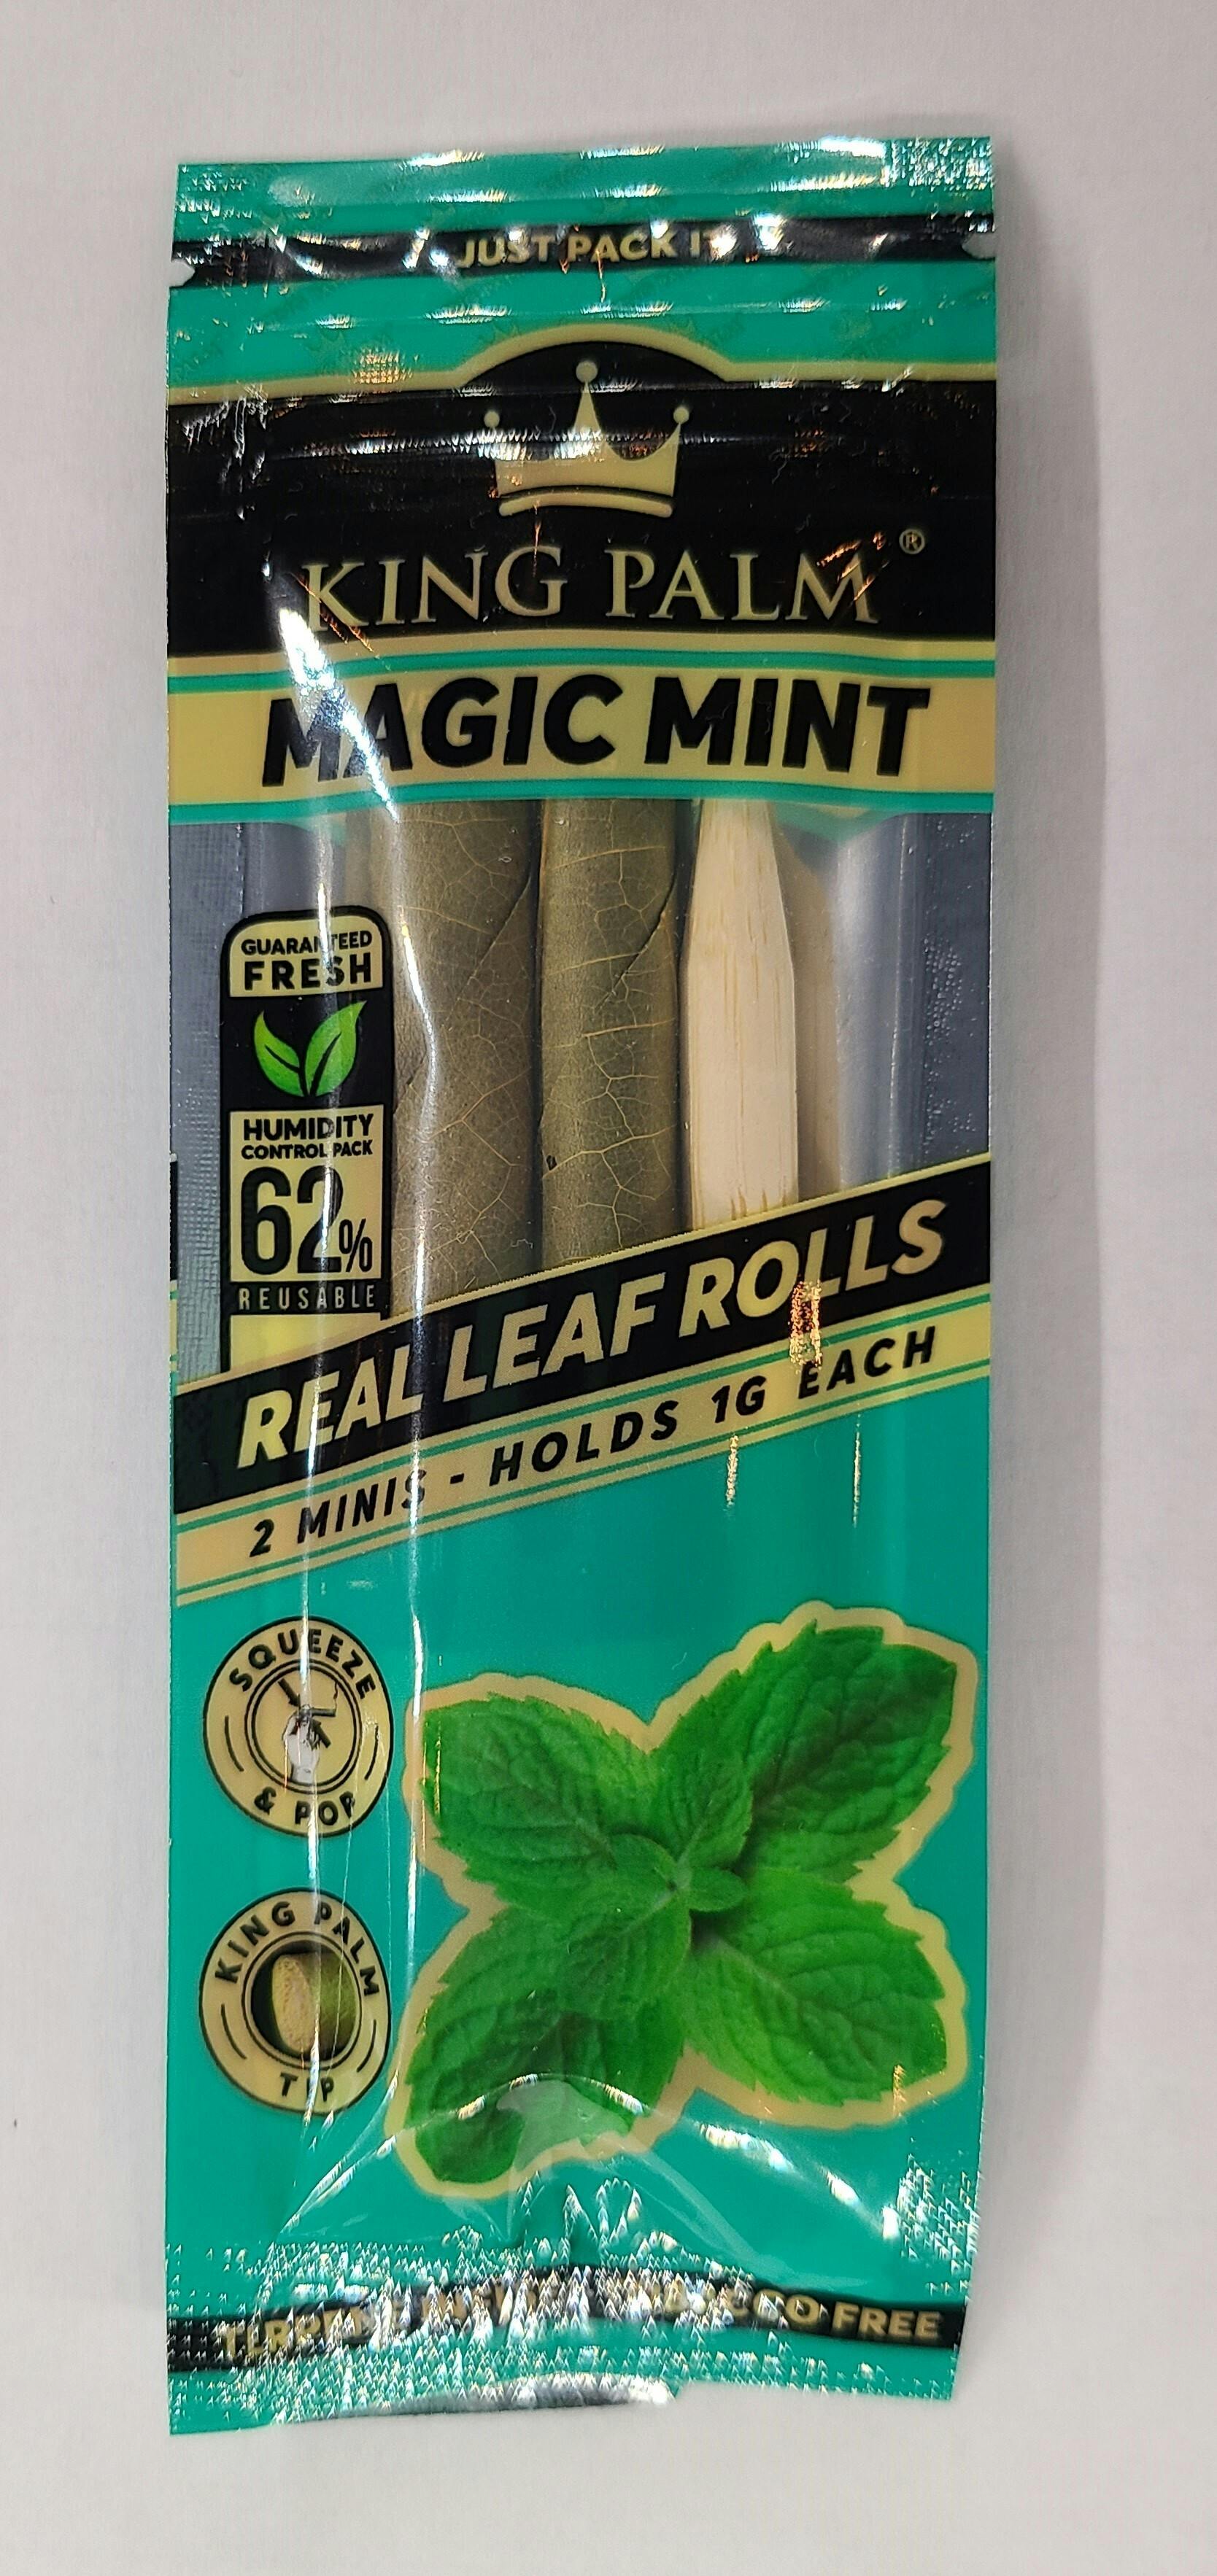 JUST PACK IT
KING PALM®
MAGIC MINT
GUARANTEED
FRESH
HUMIDITY
CONTROL PACK
62%
REUSABLE
REAL LEAF ROLLS
2 MINIS - HOLDS 1G EACH
SQUEEZE
& POP
KING PALM
TIP
TOBACCO FREE